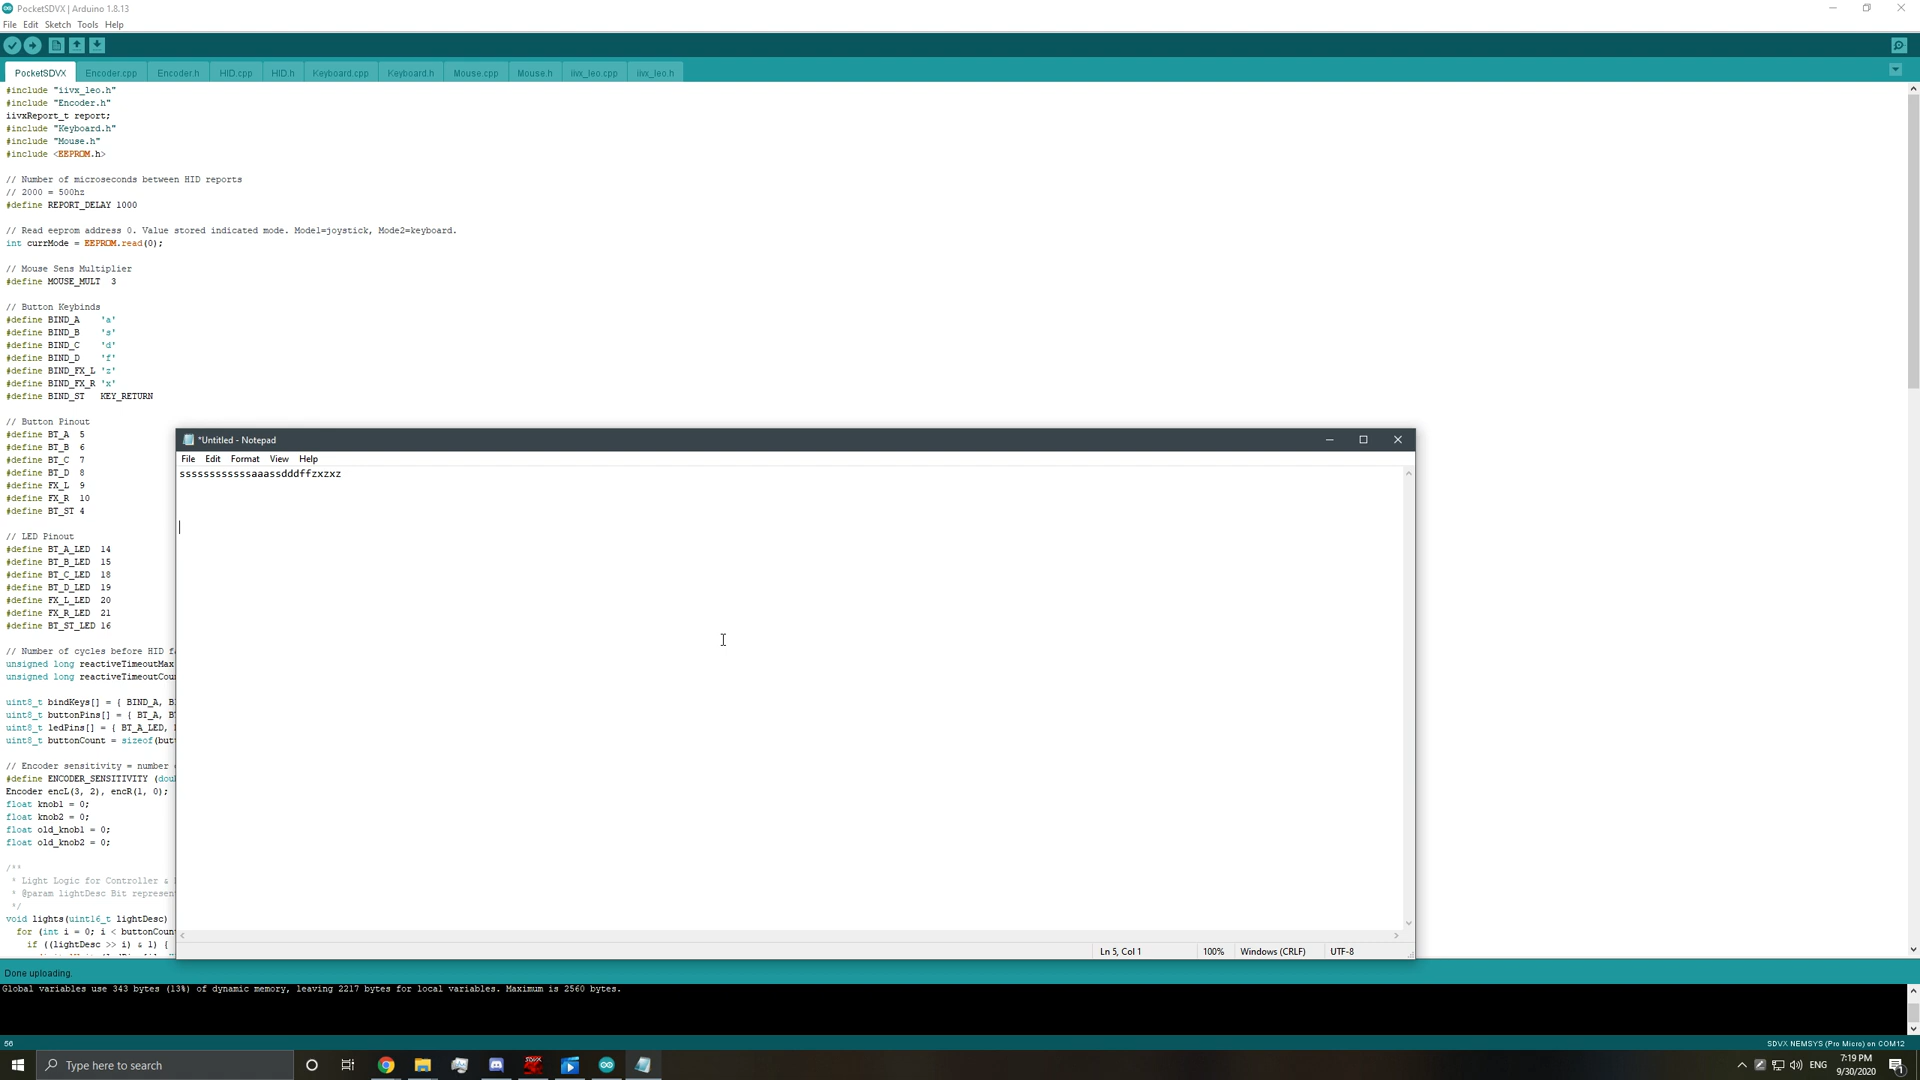 PocketSDVX | Arduino 1.8.13
File Edit Sketch Tools Help
PocketSDVX Encoder.cpp Encoder.h HID.cpp HID.h Keyboard.cpp Keyboard.h Mouse.cpp Mouse.h iivx_leo.cpp iivx_leo.h
#include "iivx_leo.h"
#include "Encoder.h"
iivxReport_t report;
#include "Keyboard.h"
#include "Mouse.h"
#include <EEPROM.h>
// Number of microseconds between HID reports
// 2000 = 500hz
#define REPORT_DELAY 1000
// Read eeprom address 0. Value stored indicated mode. Mode1=joystick, Mode2=keyboard.
int currMode = EEPROM.read(0);
// Mouse Sens Multiplier
#define MOUSE_MULT 3
// Button Keybinds
#define BIND_A 'a'
#define BIND_B 's'
#define BIND_C 'd'
#define BIND_D 'f'
#define BIND_FX_L 'z'
#define BIND_FX_R 'x'
#define BIND_ST KEY_RETURN
// Button Pinout
#define BT_A 5
#define BT_B 6
#define BT_C 7
#define BT_D 8
#define FX_L 9
#define FX_R 10
#define BT_ST 4
// LED Pinout
#define BT_A_LED 14
#define BT_B_LED 15
#define BT_C_LED 18
#define BT_D_LED 19
#define FX_L_LED 20
#define FX_R_LED 21
#define BT_ST_LED 16
// Number of cycles before HID f
unsigned long reactiveTimeoutMax
unsigned long reactiveTimeoutCou
uint8_t bindKeys[] = { BIND_A, B
uint8_t buttonPins[] = { BT_A, B
uint8_t ledPins[] = { BT_A_LED,
uint8_t buttonCount = sizeof(but
// Encoder sensitivity = number
#define ENCODER_SENSITIVITY (dou
Encoder encL(3, 2), encR(1, 0);
float knob1 = 0;
float knob2 = 0;
float old_knob1 = 0;
float old_knob2 = 0;
/**
* Light Logic for Controller &
* @param lightDesc Bit represen
*/
void lights(uint16_t lightDesc)
for (int i = 0; i < buttonCoun
if ((lightDesc >> i) & 1) {
*Untitled - Notepad
File Edit Format View Help
ssssssssssssaaassdddffzxzxz
Ln 5, Col 1 100% Windows (CRLF) UTF-8
Done uploading.
Global variables use 343 bytes (13%) of dynamic memory, leaving 2217 bytes for local variables. Maximum is 2560 bytes.
56
SDVX NEMSYS (Pro Micro) on COM12
Type here to search
ENG
7:19 PM
9/30/2020
1